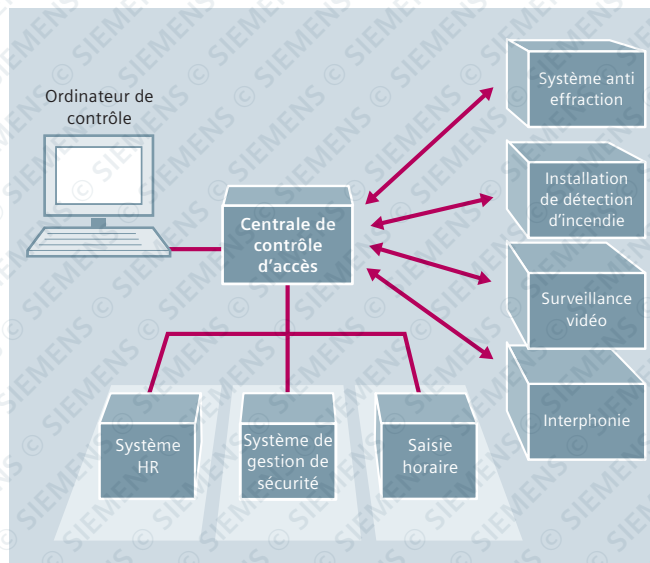 Ordinateur de
contrôle
Centrale de
contrôle
d'accès
Système anti
effraction
Installation
de détection
d'incendie
Surveillance
vidéo
Interphonie
Système
HR
Système de
gestion de
sécurité
Saisie
horaire
© SIEMENS